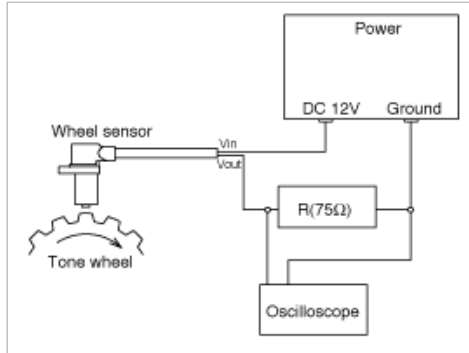 Power
DC 12V Ground
Wheel sensor
Vin
Vout
R(75Ω)
Tone wheel
Oscilloscope